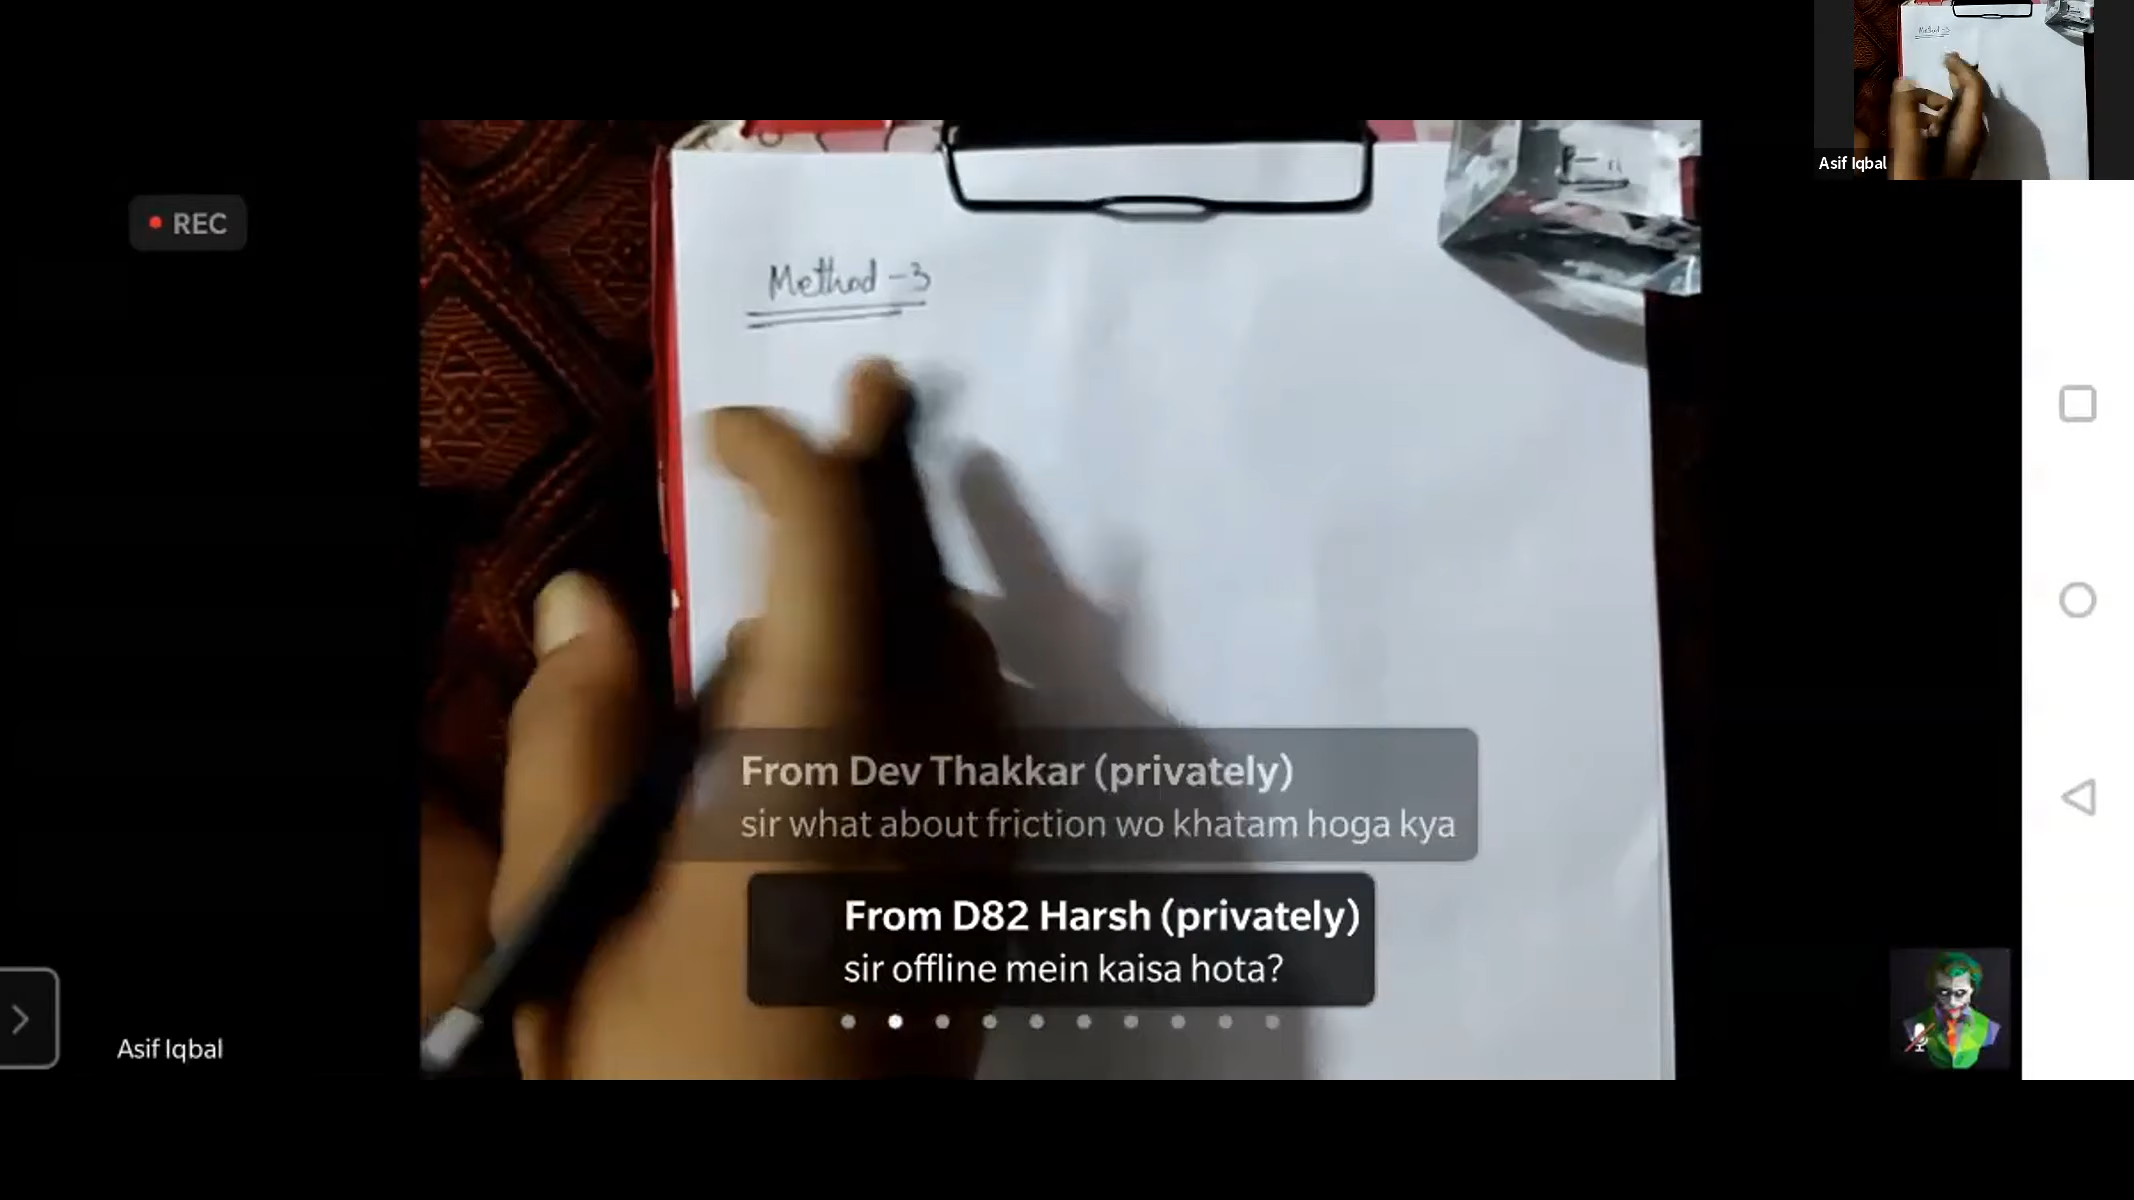 Asif Iqbal
REC
Method - 3
From Dev Thakkar (privately)
sir what about friction wo khatam hoga kya
From D82 Harsh (privately)
sir offline mein kaisa hota?
Asif Iqbal